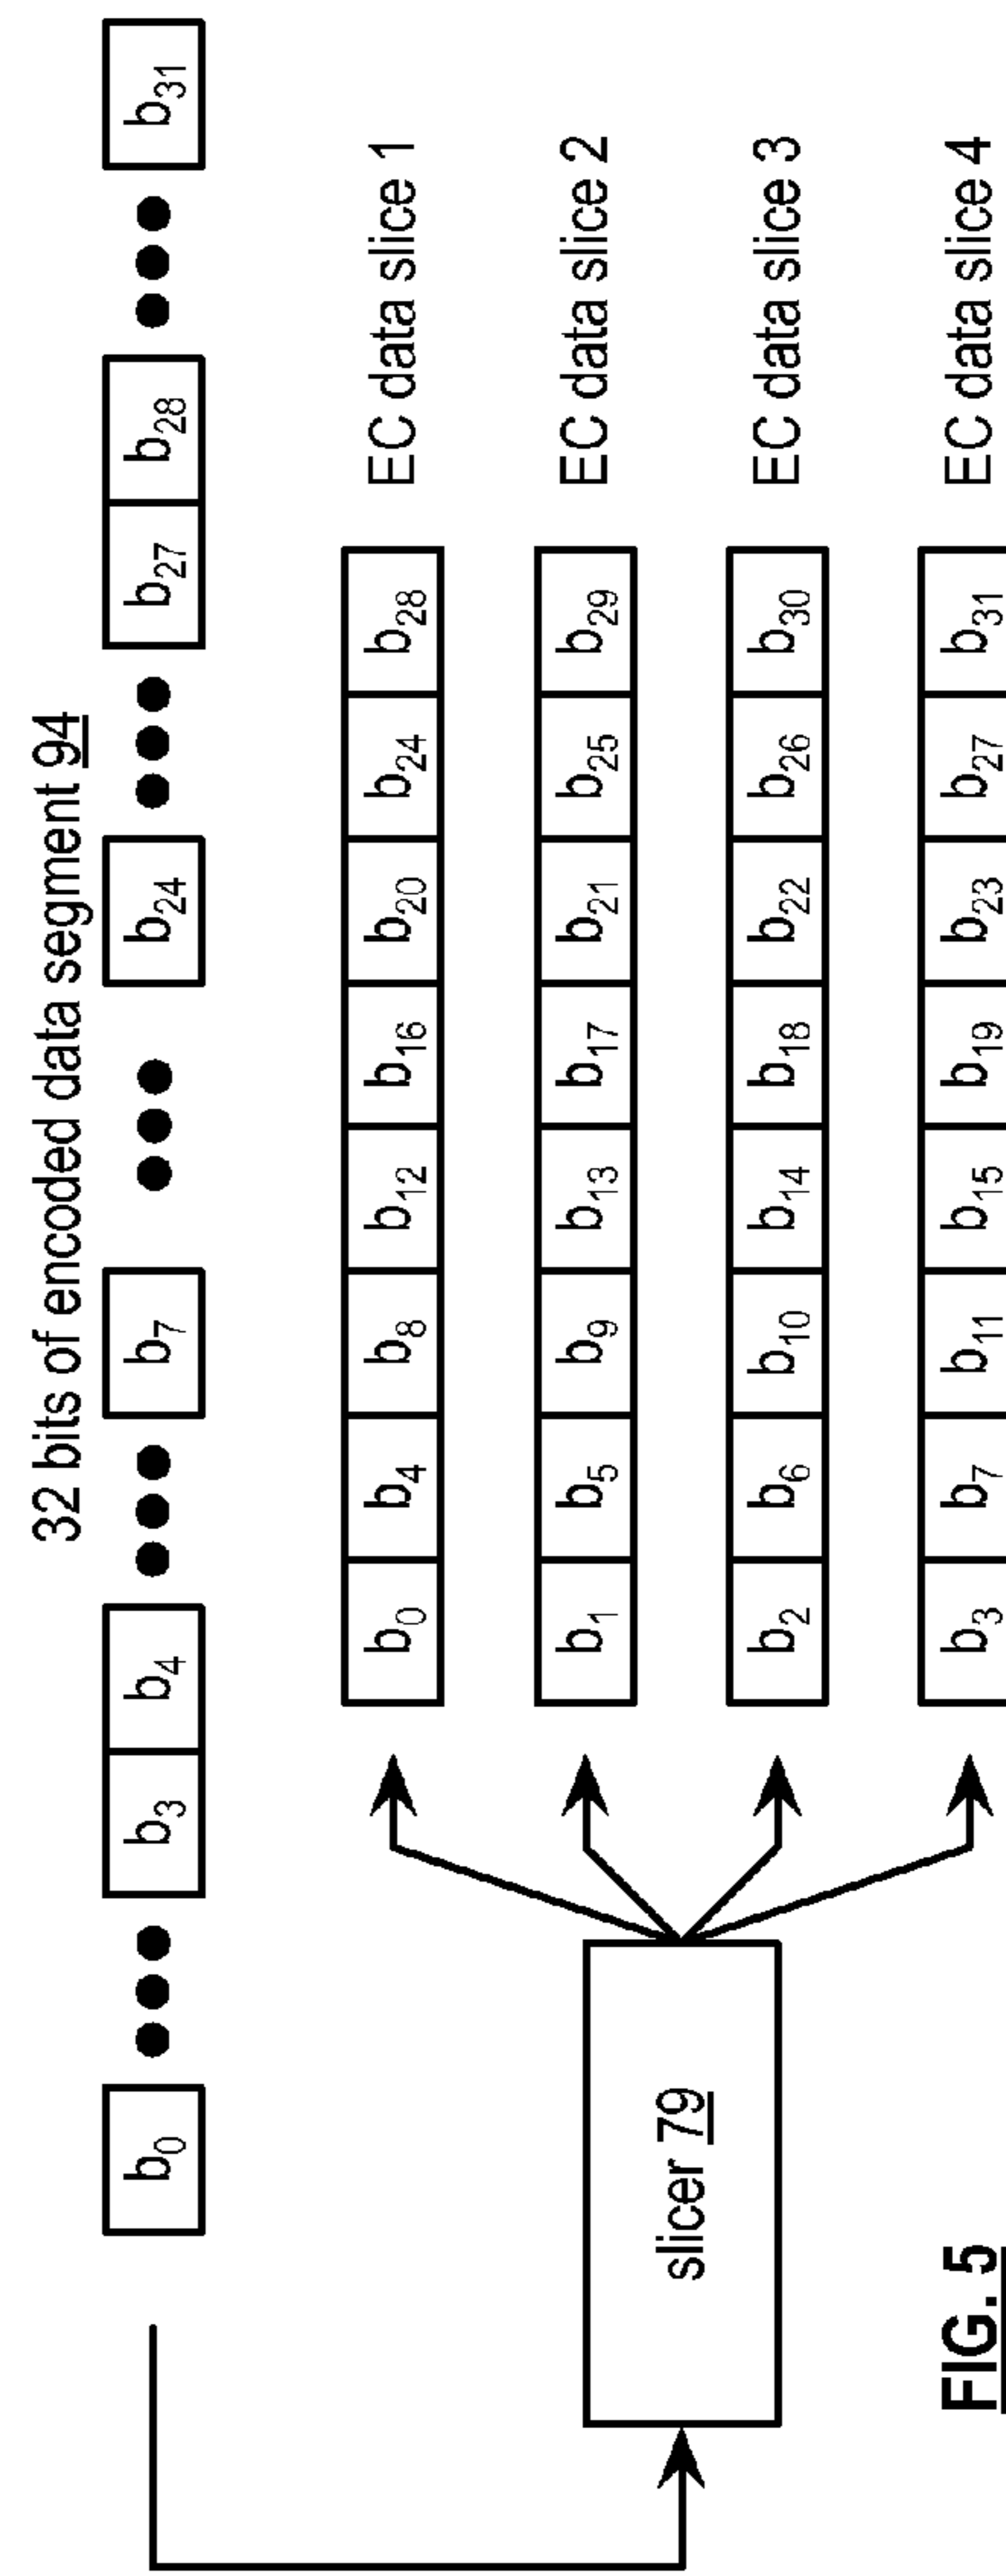 32 bits of encoded data segment 94
b0 ●●● b3 b4 ●●● b7 ●●● b24 ●●● b27 b28 ●●● b31
b0 b4 b8 b12 b16 b20 b24 b28 EC data slice 1
b1 b5 b9 b13 b17 b21 b25 b29 EC data slice 2
slicer 79
b2 b6 b10 b14 b18 b22 b26 b30 EC data slice 3
b3 b7 b11 b15 b19 b23 b27 b31 EC data slice 4
FIG. 5